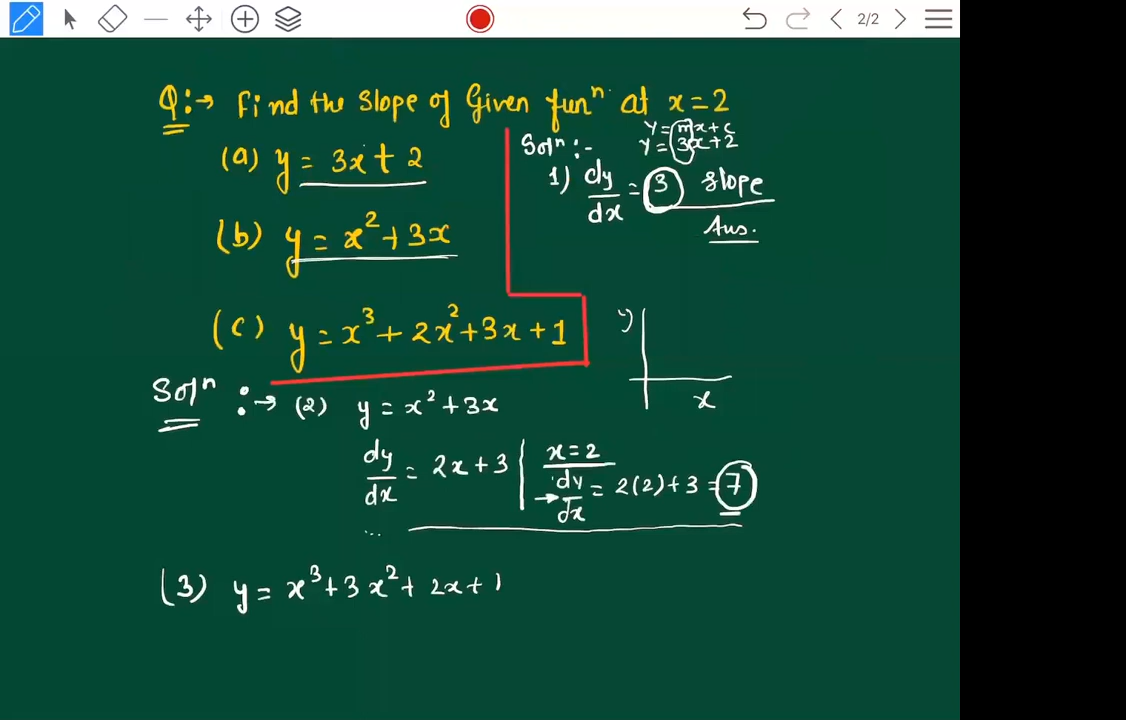 2/2
Q:→ Find the Slope of Given funⁿ at x=2
(a) y = 3x + 2
(b) y = x² + 3x
(c) y = x³ + 2x² + 3x + 1
Solⁿ :-
y = mx + c
y = 3x + 2
1) dy/dx = 3 slope
Ans.
y
x
Solⁿ :→ (2) y = x² + 3x
dy/dx = 2x + 3 | x = 2
→ dy/dx = 2(2) + 3 = 7
...
(3) y = x³ + 3x² + 2x + 1